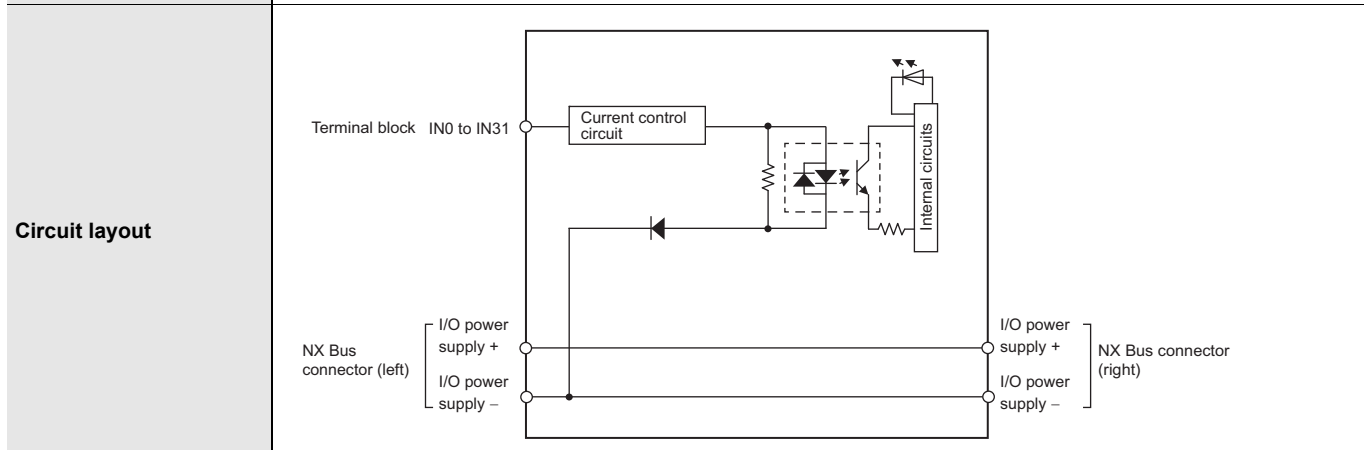 Circuit layout
Terminal block IN0 to IN31
Current control
circuit
Internal circuits
NX Bus
connector (left)
I/O power
supply +
I/O power
supply −
I/O power
supply +
I/O power
supply −
NX Bus connector
(right)